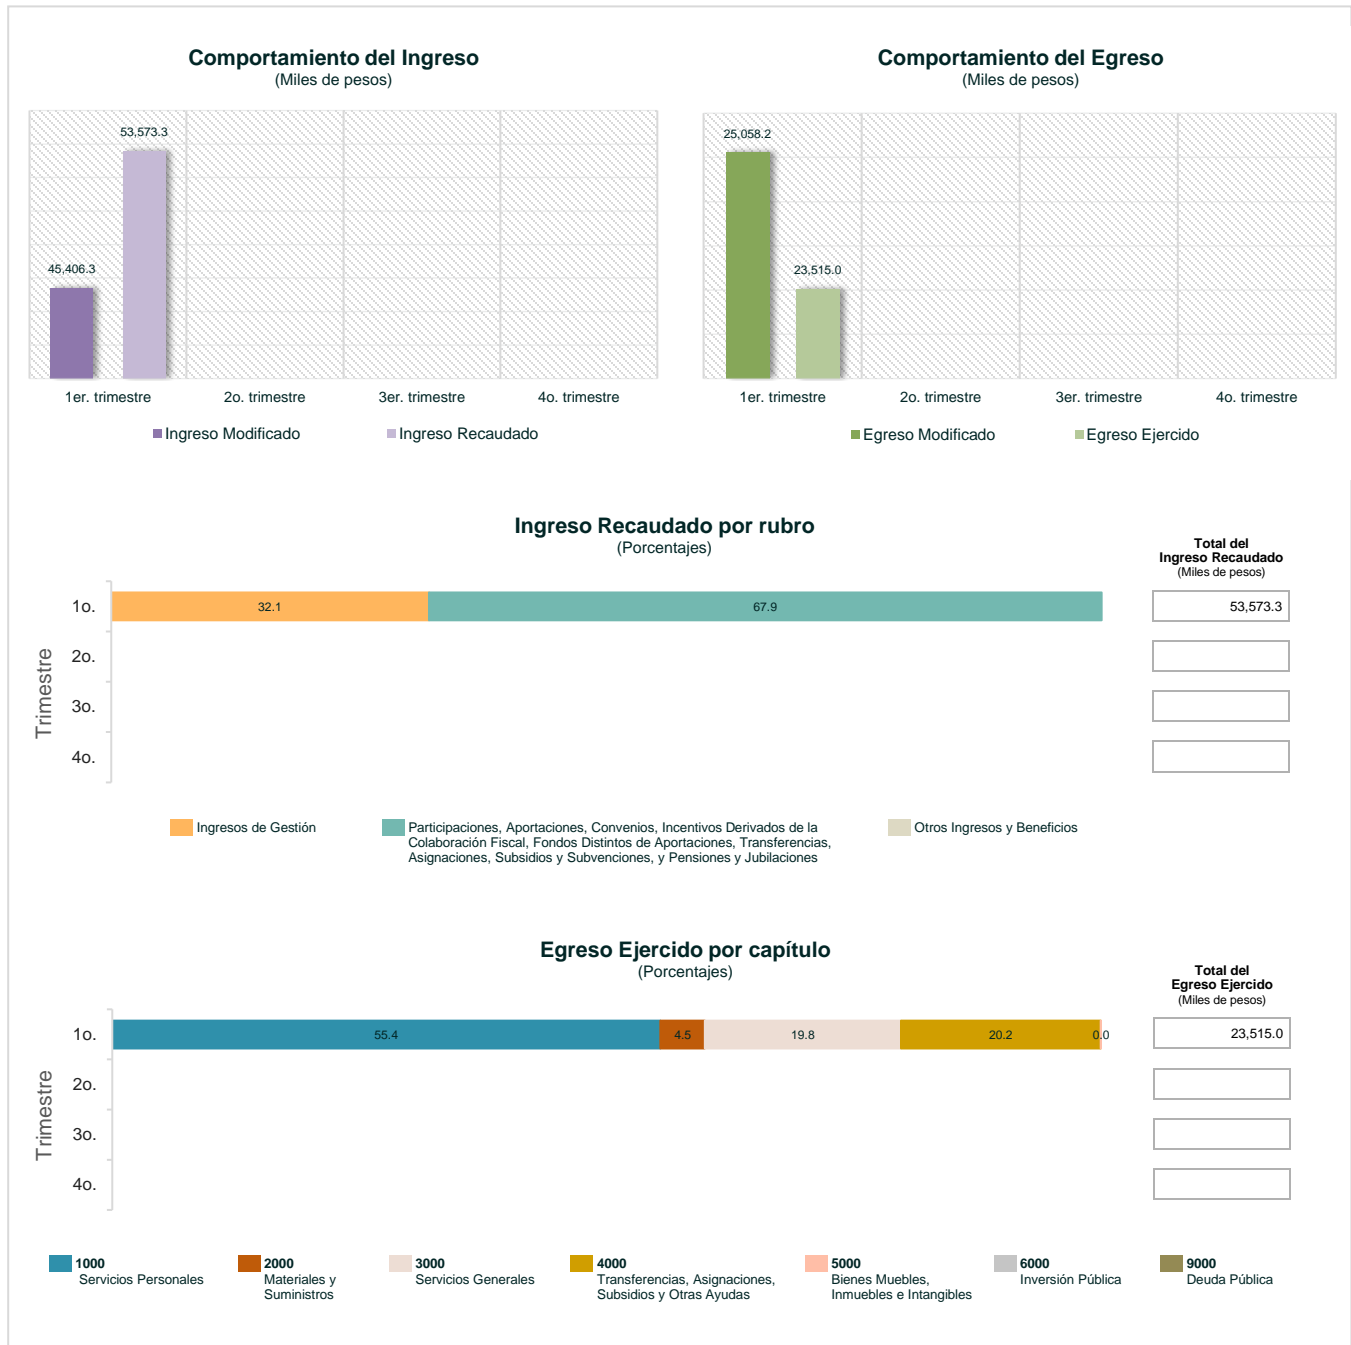 Comportamiento del Ingreso
(Miles de pesos)
53,573.3
45,406.3
1er. trimestre
2o. trimestre
3er. trimestre
4o. trimestre
Ingreso Modificado
Ingreso Recaudado
Comportamiento del Egreso
(Miles de pesos)
25,058.2
23,515.0
1er. trimestre
2o. trimestre
3er. trimestre
4o. trimestre
Egreso Modificado
Egreso Ejercido
Ingreso Recaudado por rubro
(Porcentajes)
Total del
Ingreso Recaudado
(Miles de pesos)
Trimestre
1o.
32.1
67.9
53,573.3
2o.
3o.
4o.
Ingresos de Gestión
Participaciones, Aportaciones, Convenios, Incentivos Derivados de la
Colaboración Fiscal, Fondos Distintos de Aportaciones, Transferencias,
Asignaciones, Subsidios y Subvenciones, y Pensiones y Jubilaciones
Otros Ingresos y Beneficios
Egreso Ejercido por capítulo
(Porcentajes)
Total del
Egreso Ejercido
(Miles de pesos)
Trimestre
1o.
55.4
4.5
19.8
20.2
0.0
23,515.0
2o.
3o.
4o.
1000
Servicios Personales
2000
Materiales y
Suministros
3000
Servicios Generales
4000
Transferencias, Asignaciones,
Subsidios y Otras Ayudas
5000
Bienes Muebles,
Inmuebles e Intangibles
6000
Inversión Pública
9000
Deuda Pública